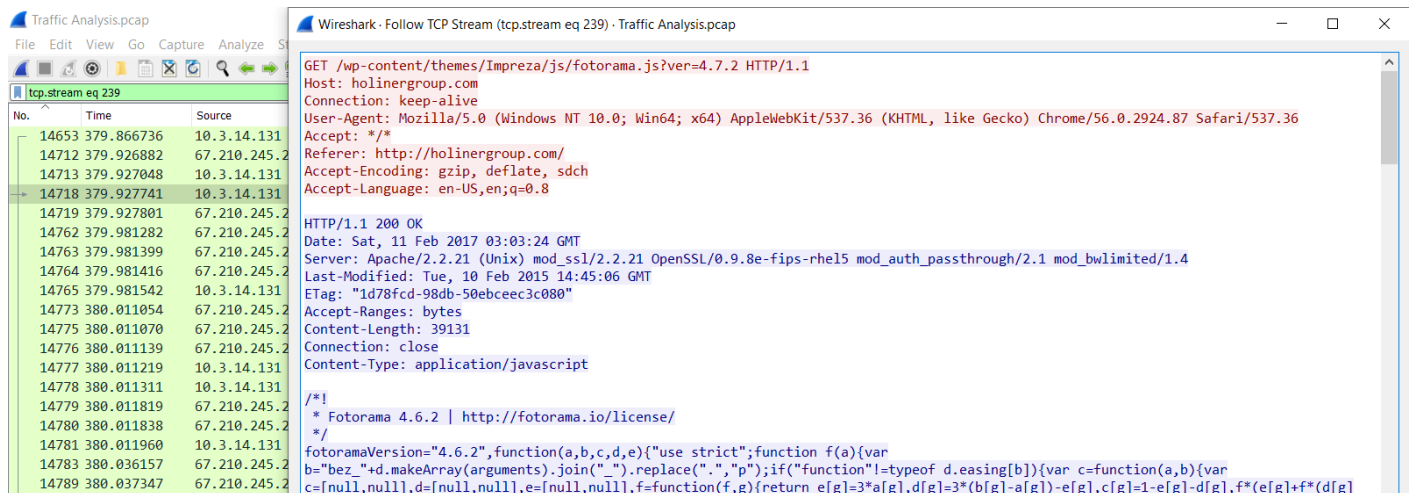 Traffic Analysis.pcap
File Edit View Go Capture Analyze
tcp.stream eq 239
No. Time Source
14653 379.866736 10.3.14.131
14712 379.926882 67.210.245.2
14713 379.927048 10.3.14.131
14718 379.927741 10.3.14.131
14719 379.927801 67.210.245.2
14762 379.981282 67.210.245.2
14763 379.981399 67.210.245.2
14764 379.981416 67.210.245.2
14765 379.981542 10.3.14.131
14773 380.011054 67.210.245.2
14775 380.011070 67.210.245.2
14776 380.011139 67.210.245.2
14777 380.011219 10.3.14.131
14778 380.011311 10.3.14.131
14779 380.011819 67.210.245.2
14780 380.011838 67.210.245.2
14781 380.011960 10.3.14.131
14783 380.036157 67.210.245.2
14789 380.037347 67.210.245.2
Wireshark · Follow TCP Stream (tcp.stream eq 239) · Traffic Analysis.pcap
GET /wp-content/themes/Impreza/js/fotorama.js?ver=4.7.2 HTTP/1.1
Host: holinergroup.com
Connection: keep-alive
User-Agent: Mozilla/5.0 (Windows NT 10.0; Win64; x64) AppleWebKit/537.36 (KHTML, like Gecko) Chrome/56.0.2924.87 Safari/537.36
Accept: */*
Referer: http://holinergroup.com/
Accept-Encoding: gzip, deflate, sdch
Accept-Language: en-US,en;q=0.8
HTTP/1.1 200 OK
Date: Sat, 11 Feb 2017 03:03:24 GMT
Server: Apache/2.2.21 (Unix) mod_ssl/2.2.21 OpenSSL/0.9.8e-fips-rhel5 mod_auth_passthrough/2.1 mod_bwlimited/1.4
Last-Modified: Tue, 10 Feb 2015 14:45:06 GMT
ETag: "1d78fcd-98db-50ebceec3c080"
Accept-Ranges: bytes
Content-Length: 39131
Connection: close
Content-Type: application/javascript
/*!
* Fotorama 4.6.2 | http://fotorama.io/license/
*/
fotoramaVersion="4.6.2",function(a,b,c,d,e){"use strict";function f(a){var
b="bez_"+d.makeArray(arguments).join("_").replace(".","p");if("function"!=typeof d.easing[b]){var c=function(a,b){var
c=[null,null],d=[null,null],e=[null,null],f=function(f,g){return e[g]=3*a[g],d[g]=3*(b[g]-a[g])-e[g],c[g]=1-e[g]-d[g],f*(e[g]+f*(d[g]